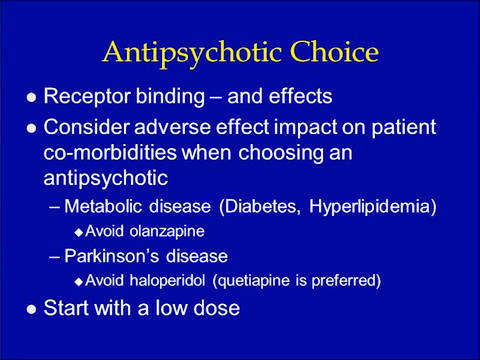 Antipsychotic Choice
● Receptor binding – and effects
● Consider adverse effect impact on patient
co-morbidities when choosing an
antipsychotic
– Metabolic disease (Diabetes, Hyperlipidemia)
◆ Avoid olanzapine
– Parkinson’s disease
◆ Avoid haloperidol (quetiapine is preferred)
● Start with a low dose